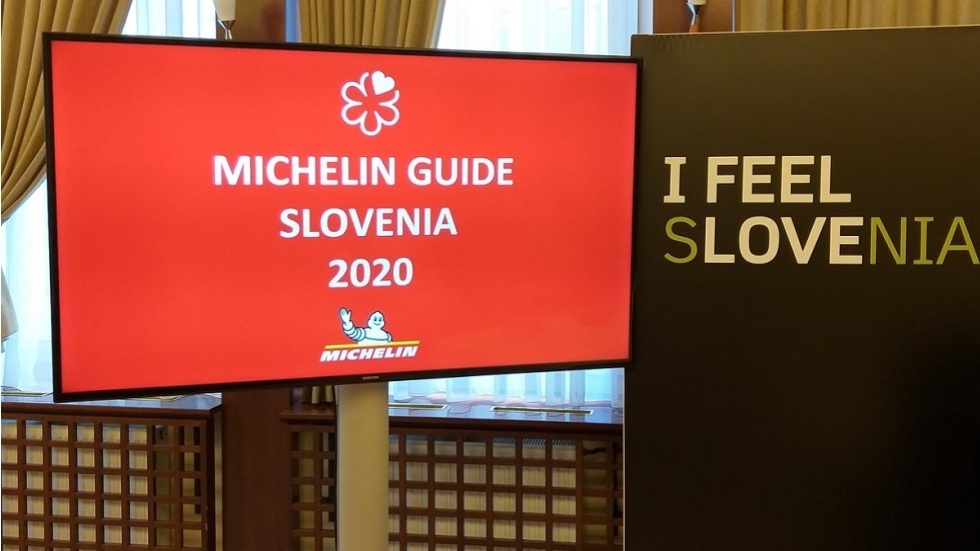 MICHELIN GUIDE
SLOVENIA
2020
MICHELIN
I FEEL
SLOVENIA